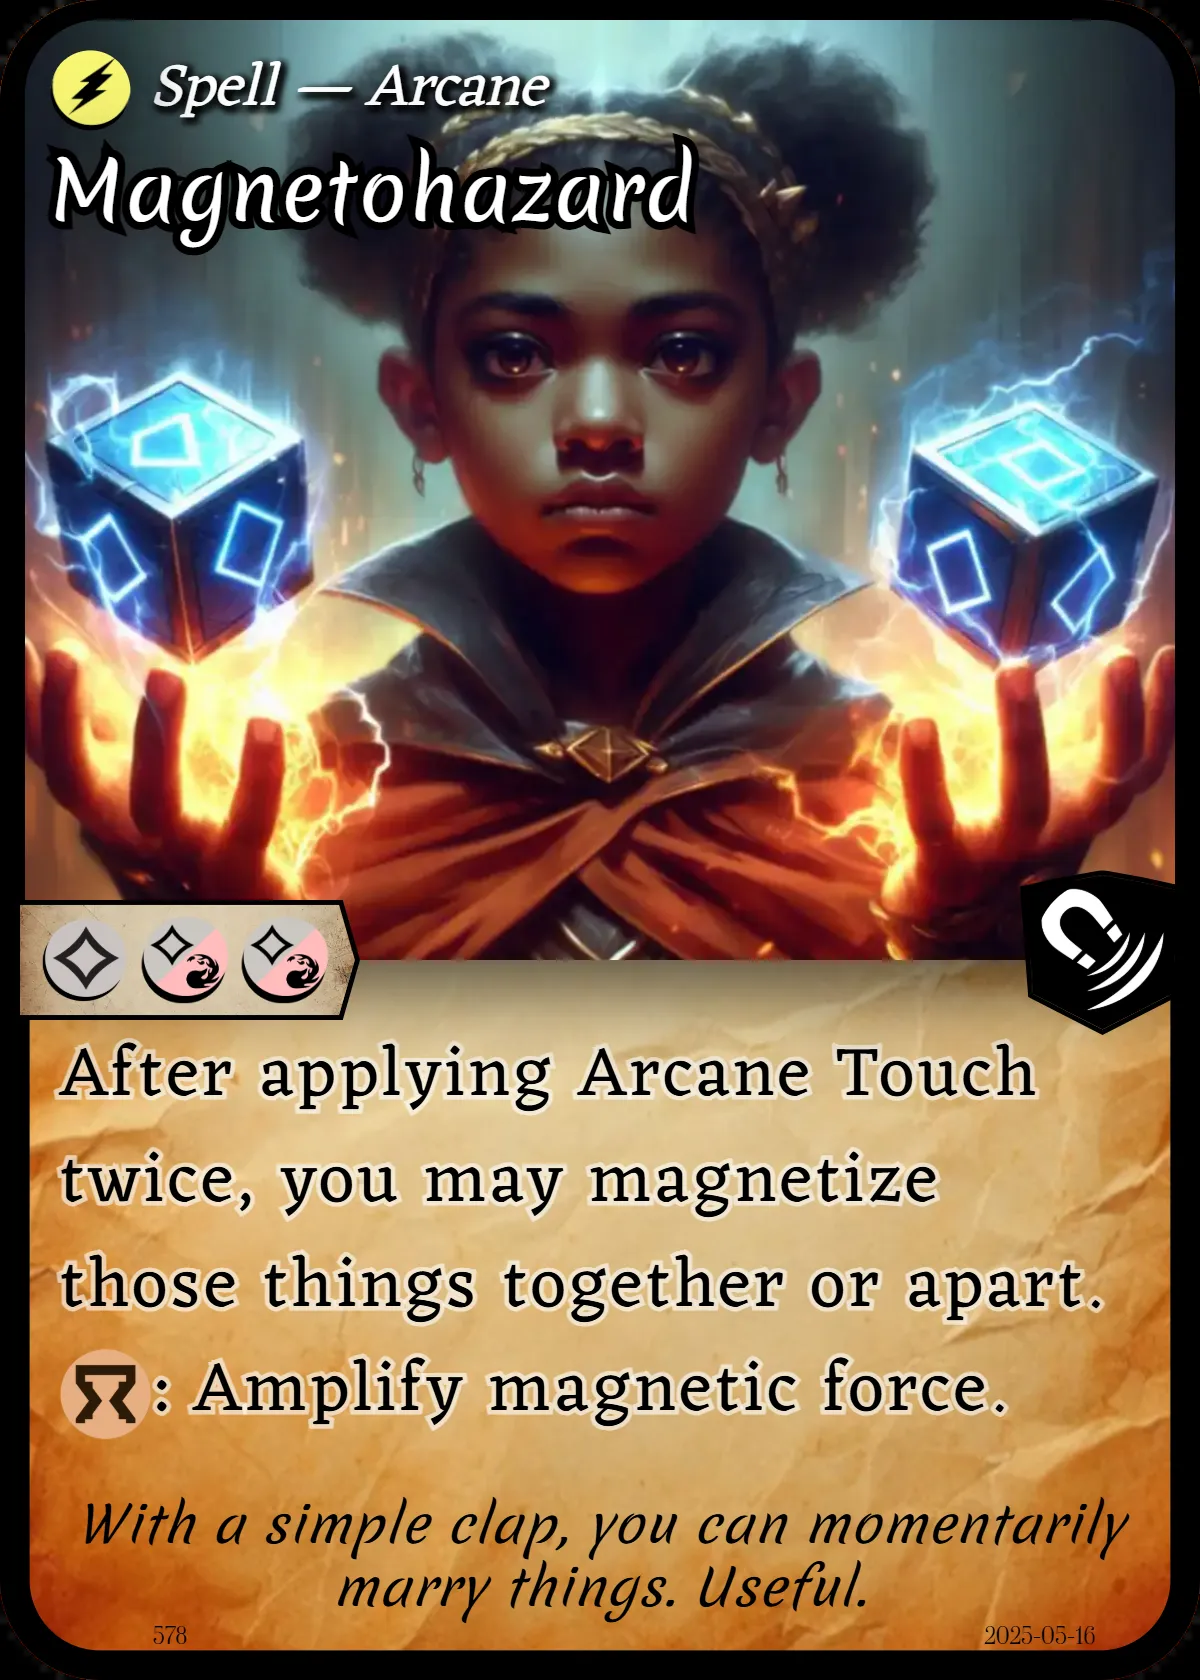 Spell — Arcane
Magnetohazard
After applying Arcane Touch
twice, you may magnetize
those things together or apart.
: Amplify magnetic force.
With a simple clap, you can momentarily
marry things. Useful.
578
2025-05-16